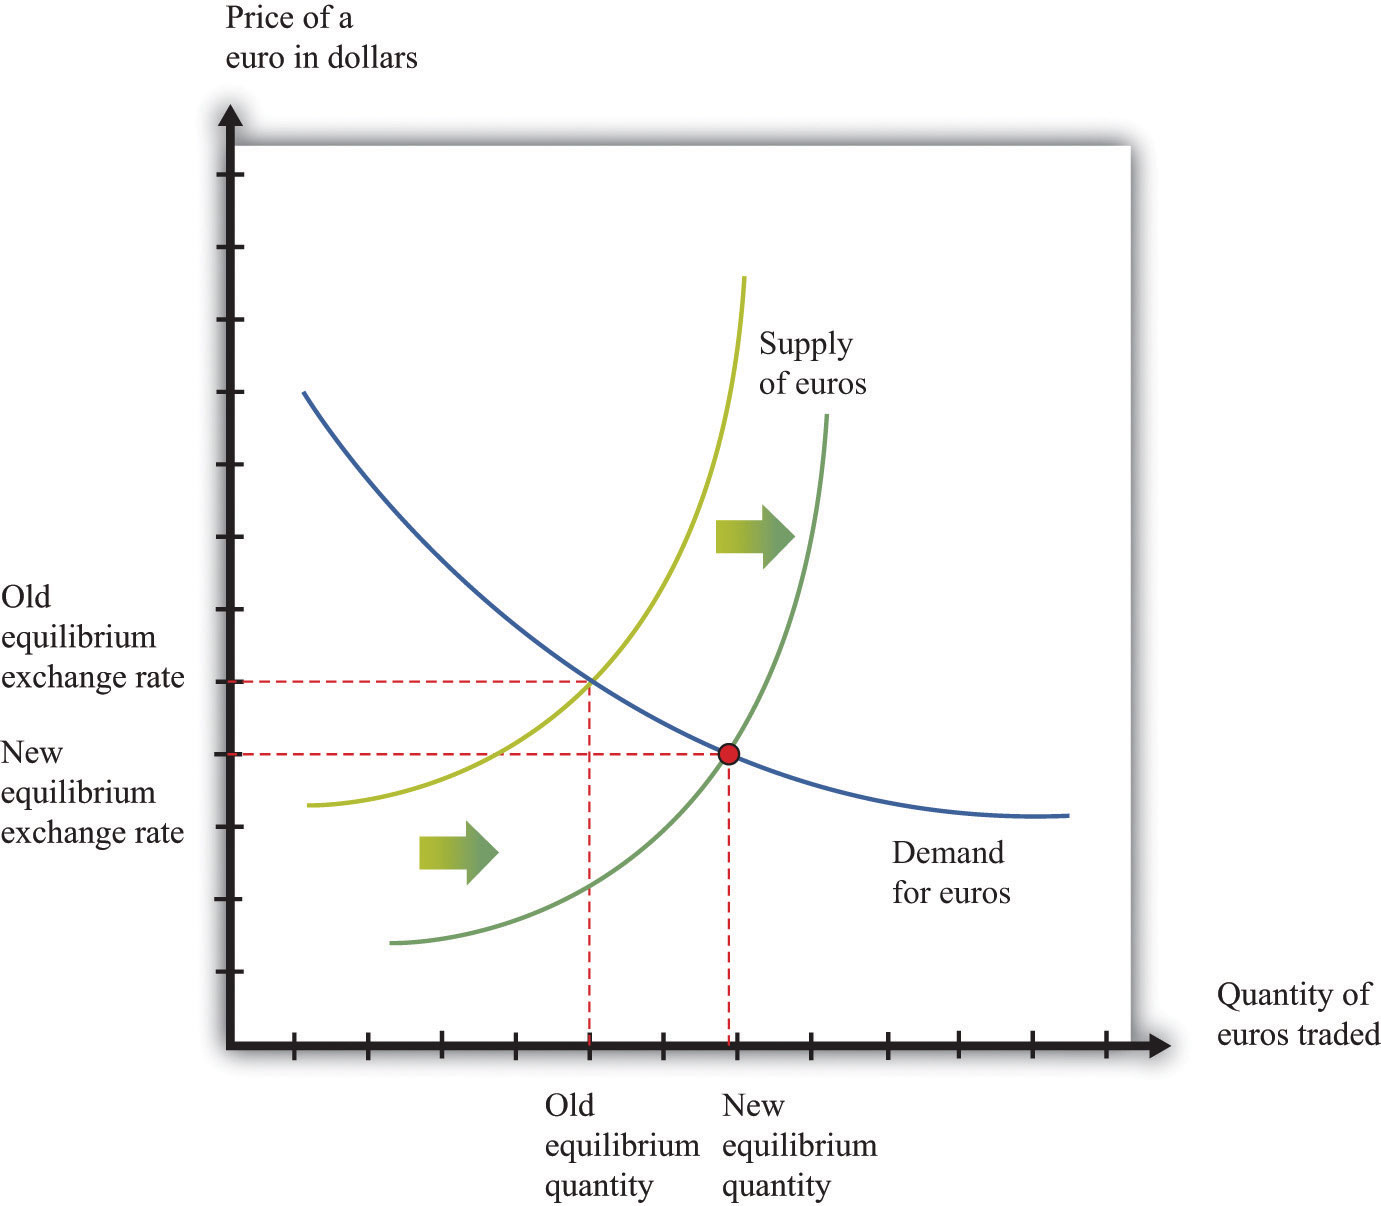 Price of a
euro in dollars
Supply
of euros
Old
equilibrium
exchange rate
New
equilibrium
exchange rate
Demand
for euros
Quantity of
euros traded
Old
equilibrium
quantity
New
equilibrium
quantity